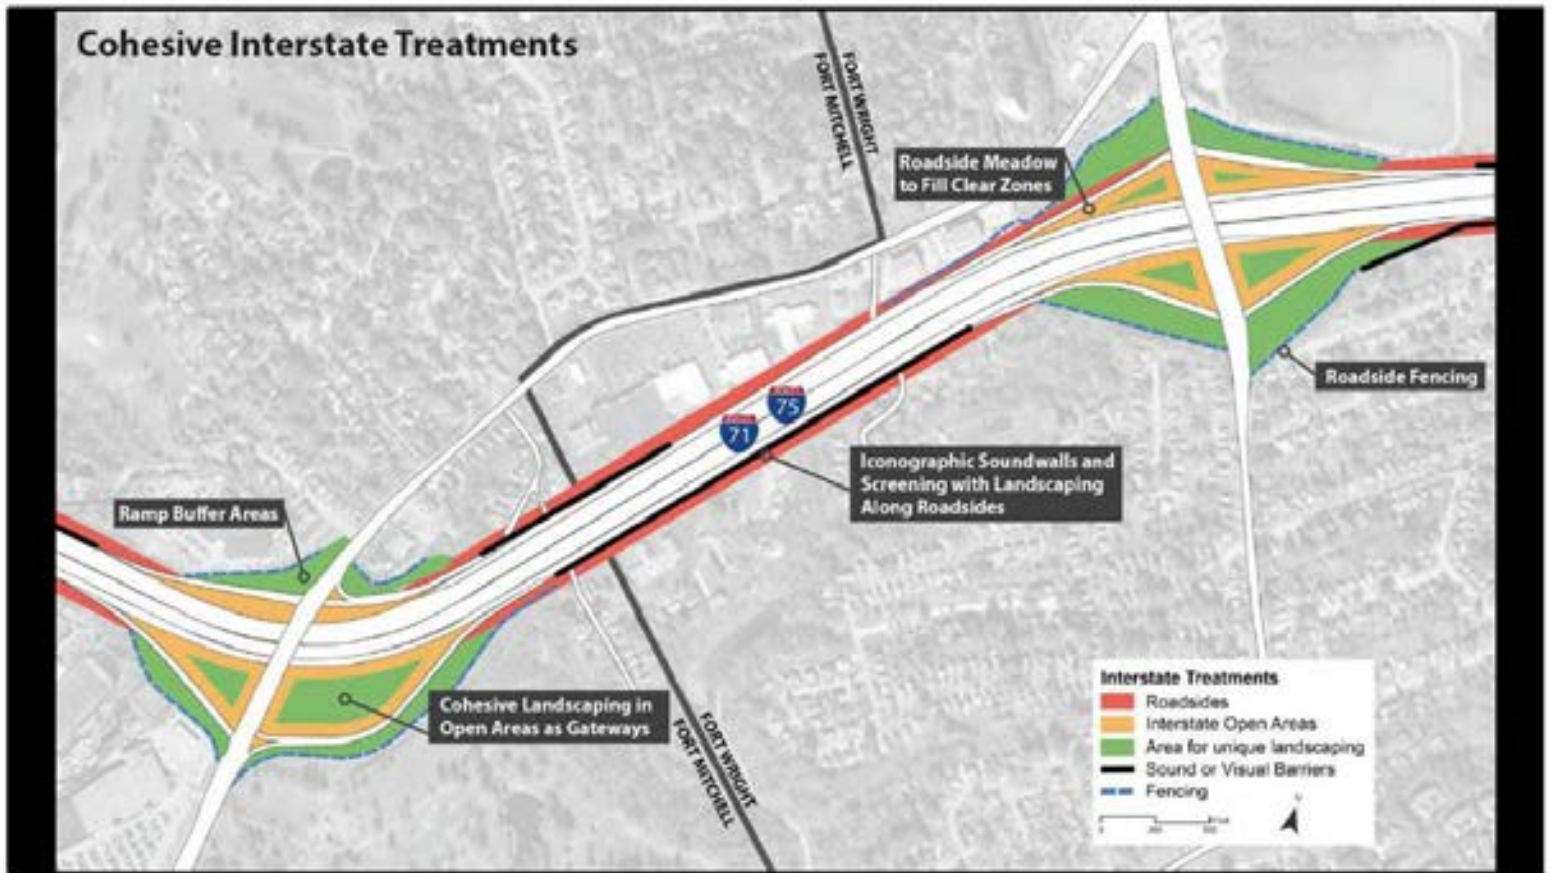 Cohesive Interstate Treatments
FORT WRIGHT
FORT MITCHELL
Roadside Meadow
to Fill Clear Zones
Roadside Fencing
75
71
Iconographic Soundwalls and
Screening with Landscaping
Along Roadsides
Ramp Buffer Areas
Cohesive Landscaping in
Open Areas as Gateways
FORT WRIGHT
FORT MITCHELL
Interstate Treatments
Roadsides
Interstate Open Areas
Area for unique landscaping
Sound or Visual Barriers
Fencing
0